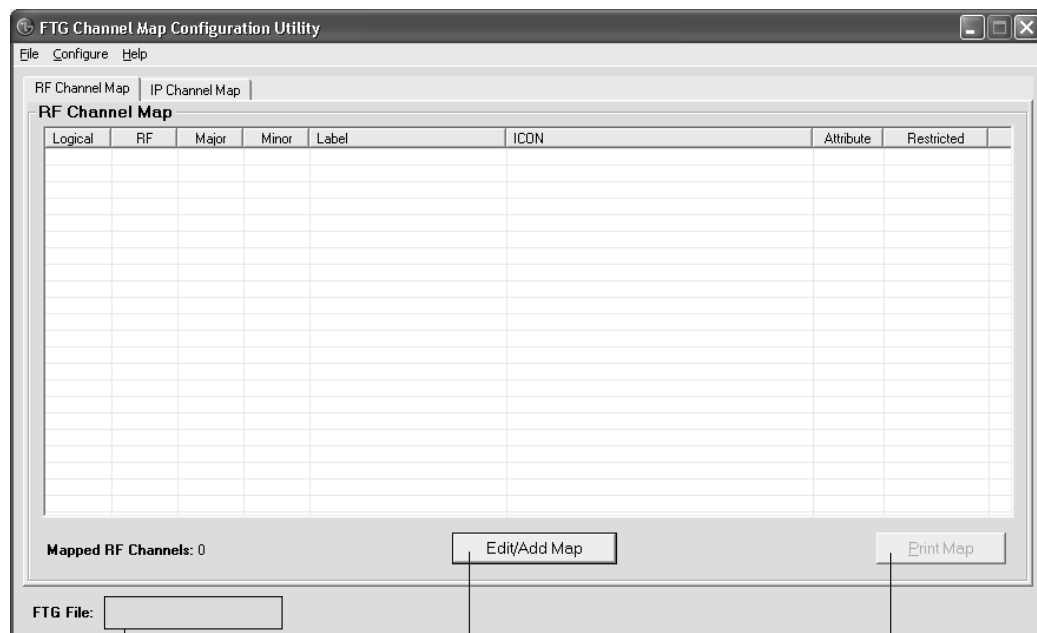 FTG Channel Map Configuration Utility
File Configure Help
RF Channel Map IP Channel Map
RF Channel Map
Logical RF Major Minor Label ICON Attribute Restricted
Mapped RF Channels: 0 Edit/Add Map Print Map
FTG File: